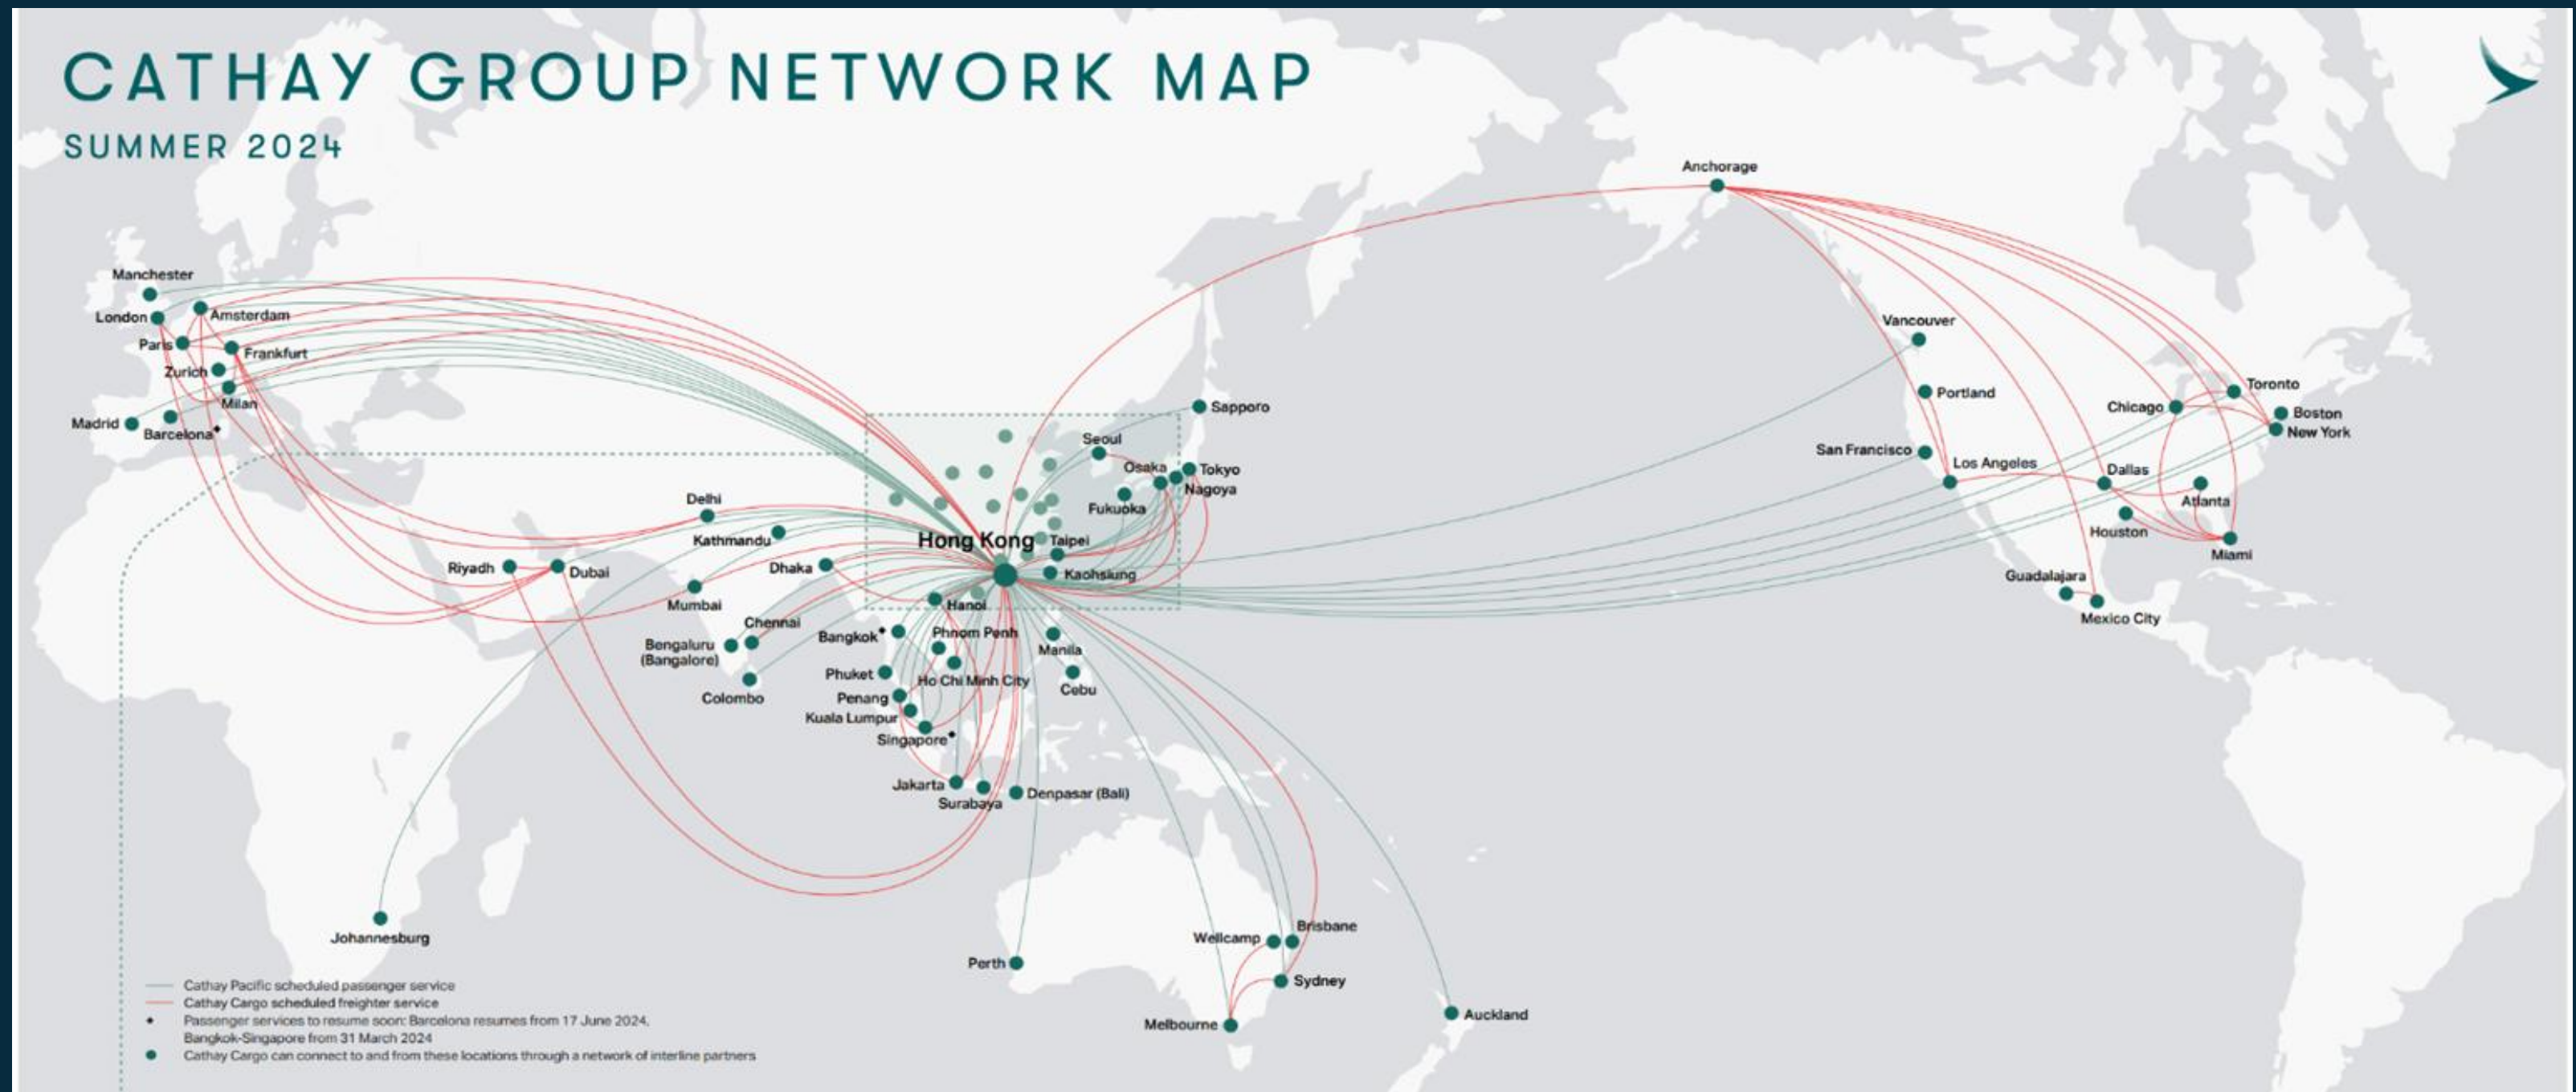 CATHAY GROUP NETWORK MAP
SUMMER 2024
Anchorage
Manchester
London
Amsterdam
Paris
Frankfurt
Zurich
Milan
Madrid
Barcelona◆
Vancouver
Portland
San Francisco
Los Angeles
Toronto
Chicago
Boston
New York
Dallas
Atlanta
Houston
Miami
Guadalajara
Mexico City
Sapporo
Seoul
Osaka
Tokyo
Nagoya
Fukuoka
Hong Kong
Taipei
Kaohsiung
Delhi
Kathmandu
Riyadh
Dubai
Dhaka
Mumbai
Hanoi
Chennai
Bengaluru
(Bangalore)
Colombo
Bangkok◆
Phnom Penh
Manila
Phuket
Ho Chi Minh City
Cebu
Penang
Kuala Lumpur
Singapore◆
Jakarta
Surabaya
Denpasar (Bali)
Johannesburg
Perth
Wellcamp
Brisbane
Sydney
Melbourne
Auckland
Cathay Pacific scheduled passenger service
Cathay Cargo scheduled freighter service
◆ Passenger services to resume soon: Barcelona resumes from 17 June 2024.
Bangkok-Singapore from 31 March 2024
Cathay Cargo can connect to and from these locations through a network of interline partners